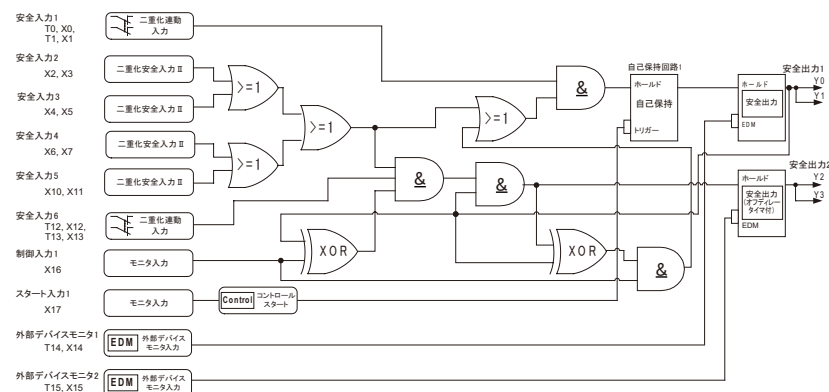 安全入力1
T0, X0,
T1, X1
二重化連動
入力
安全入力2
X2, X3
二重化安全入力Ⅱ
安全入力3
X4, X5
二重化安全入力Ⅱ
安全入力4
X6, X7
二重化安全入力Ⅱ
安全入力5
X10, X11
二重化安全入力Ⅱ
安全入力6
T12, X12,
T13, X13
二重化連動
入力
制御入力1
X16
モニタ入力
スタート入力1
X17
モニタ入力
Control
コントロール
スタート
外部デバイスモニタ1
T14, X14
EDM
外部デバイス
モニタ入力
外部デバイスモニタ2
T15, X15
EDM
外部デバイス
モニタ入力
>=1
>=1
>=1
>=1
&
&
&
&
XOR
XOR
自己保持回路1
ホールド
自己保持
トリガー
安全出力1
ホールド
安全出力
EDM
Y0
Y1
安全出力2
ホールド
安全出力
(オフディレー
タイマ付)
EDM
Y2
Y3